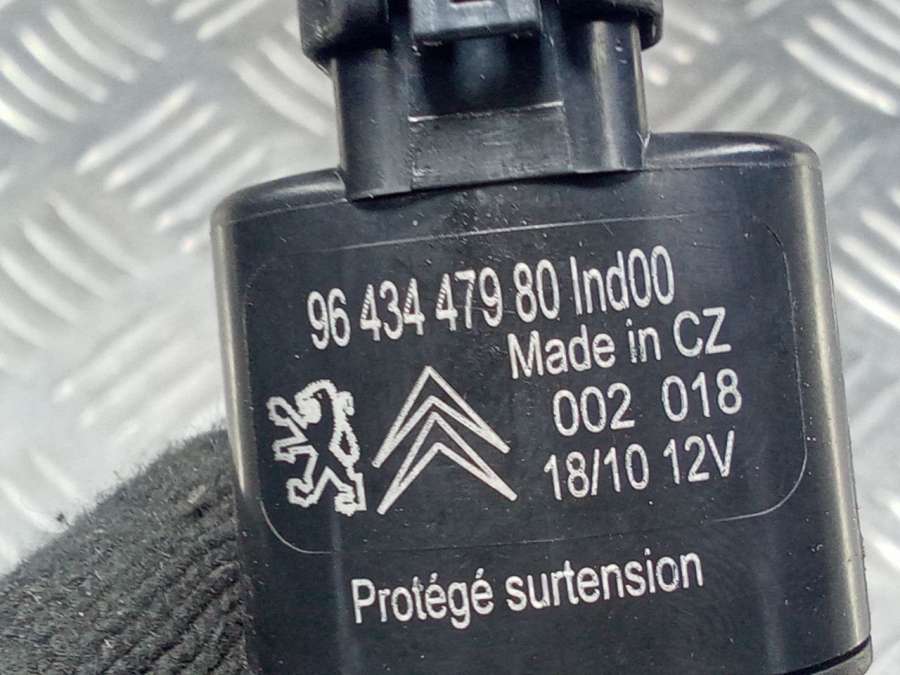 96 434 479 80 Ind00
Made in CZ
002 018
18/10 12V
Protégé surtension